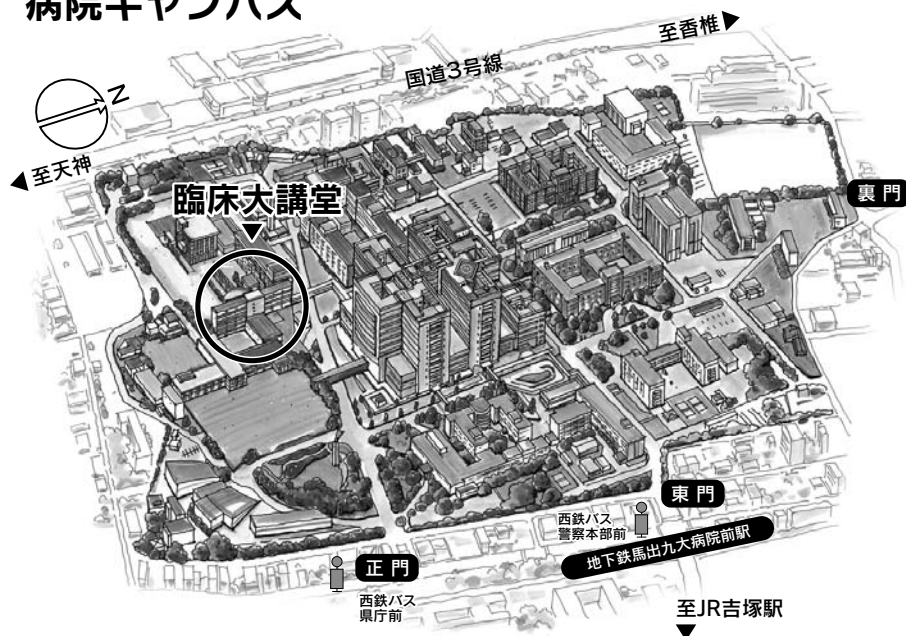 病院キャンパス
至香椎
国道3号線
N
至天神
臨床大講堂
裏門
東門
西鉄バス
警察本部前
地下鉄馬出九大病院前駅
正門
西鉄バス
県庁前
至JR吉塚駅